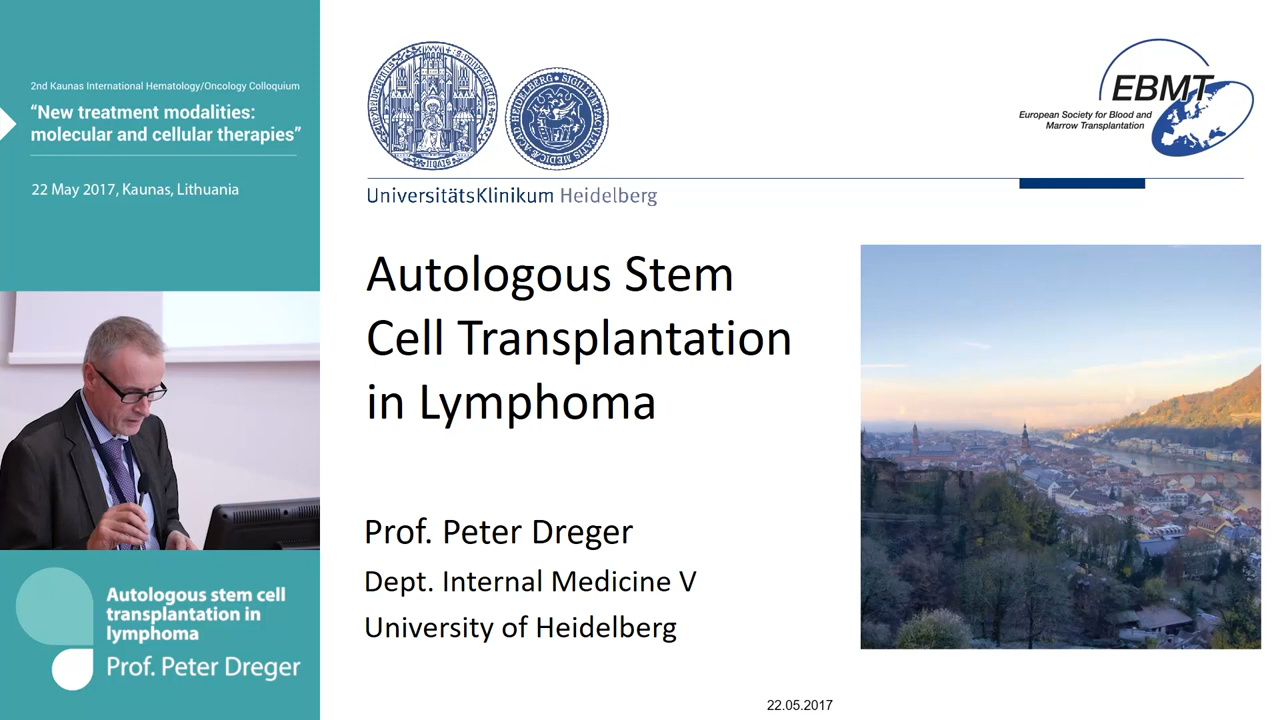 2nd Kaunas International Hematology/Oncology Colloquium
“New treatment modalities:
molecular and cellular therapies”
22 May 2017, Kaunas, Lithuania
EBMT
European Society for Blood and
Marrow Transplantation
UniversitätsKlinikum Heidelberg
Autologous Stem
Cell Transplantation
in Lymphoma
Prof. Peter Dreger
Dept. Internal Medicine V
University of Heidelberg
22.05.2017
Autologous stem cell
transplantation in
lymphoma
Prof. Peter Dreger